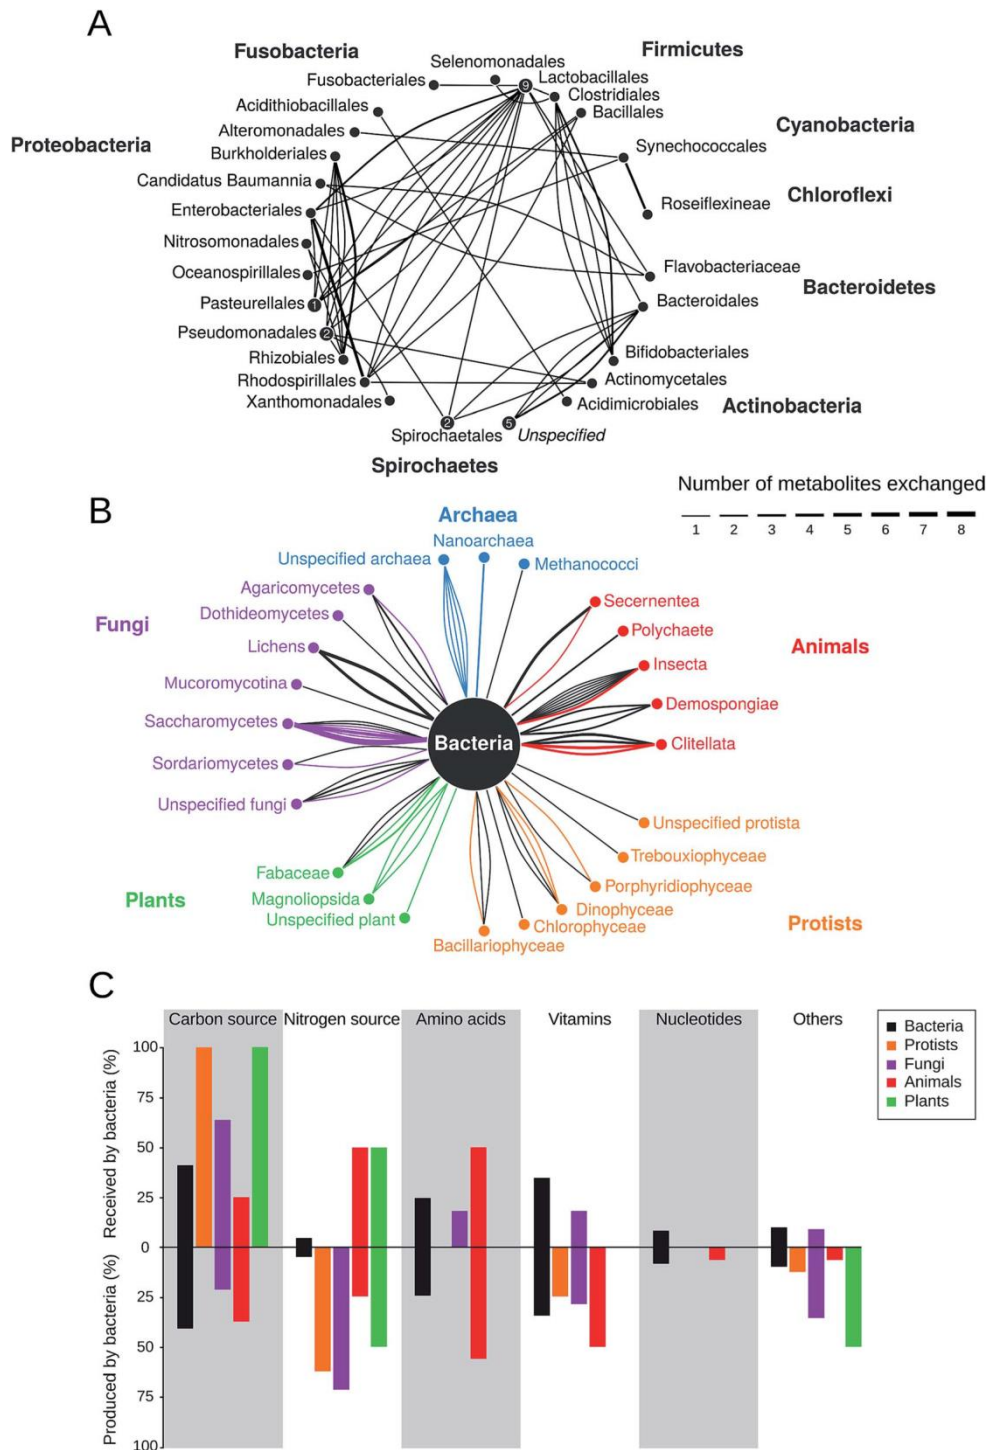 A
Fusobacteria
Firmicutes
Selenomonadales
Fusobacteriales
Lactobacillales
9
Clostridiales
Acidithiobacillales
Bacillales
Alteromonadales
Cyanobacteria
Proteobacteria
Synechococcales
Burkholderiales
Candidatus Baumannia
Chloroflexi
Roseiflexineae
Enterobacteriales
Nitrosomonadales
Oceanospirillales
Flavobacteriaceae
Bacteroidetes
Pasteurellales
1
Bacteroidales
Pseudomonadales
2
Rhizobiales
Bifidobacteriales
Rhodospirillales
Actinomycetales
Xanthomonadales
Acidimicrobiales
Actinobacteria
2
5
Spirochaetales
Unspecified
Spirochaetes
Number of metabolites exchanged
1 2 3 4 5 6 7 8
B
Archaea
Nanoarchaea
Unspecified archaea
Methanococci
Agaricomycetes
Secernentea
Dothideomycetes
Fungi
Polychaete
Lichens
Animals
Insecta
Mucoromycotina
Demospongiae
Saccharomycetes
Bacteria
Clitellata
Sordariomycetes
Unspecified fungi
Unspecified protista
Trebouxiophyceae
Fabaceae
Porphyridiophyceae
Plants
Magnoliopsida
Dinophyceae
Unspecified plant
Chlorophyceae
Protists
Bacillariophyceae
C
Carbon source Nitrogen source Amino acids Vitamins Nucleotides Others
Bacteria
Protists
Fungi
Animals
Plants
Received by bacteria (%)
100
75
50
25
0
25
50
75
100
Produced by bacteria (%)